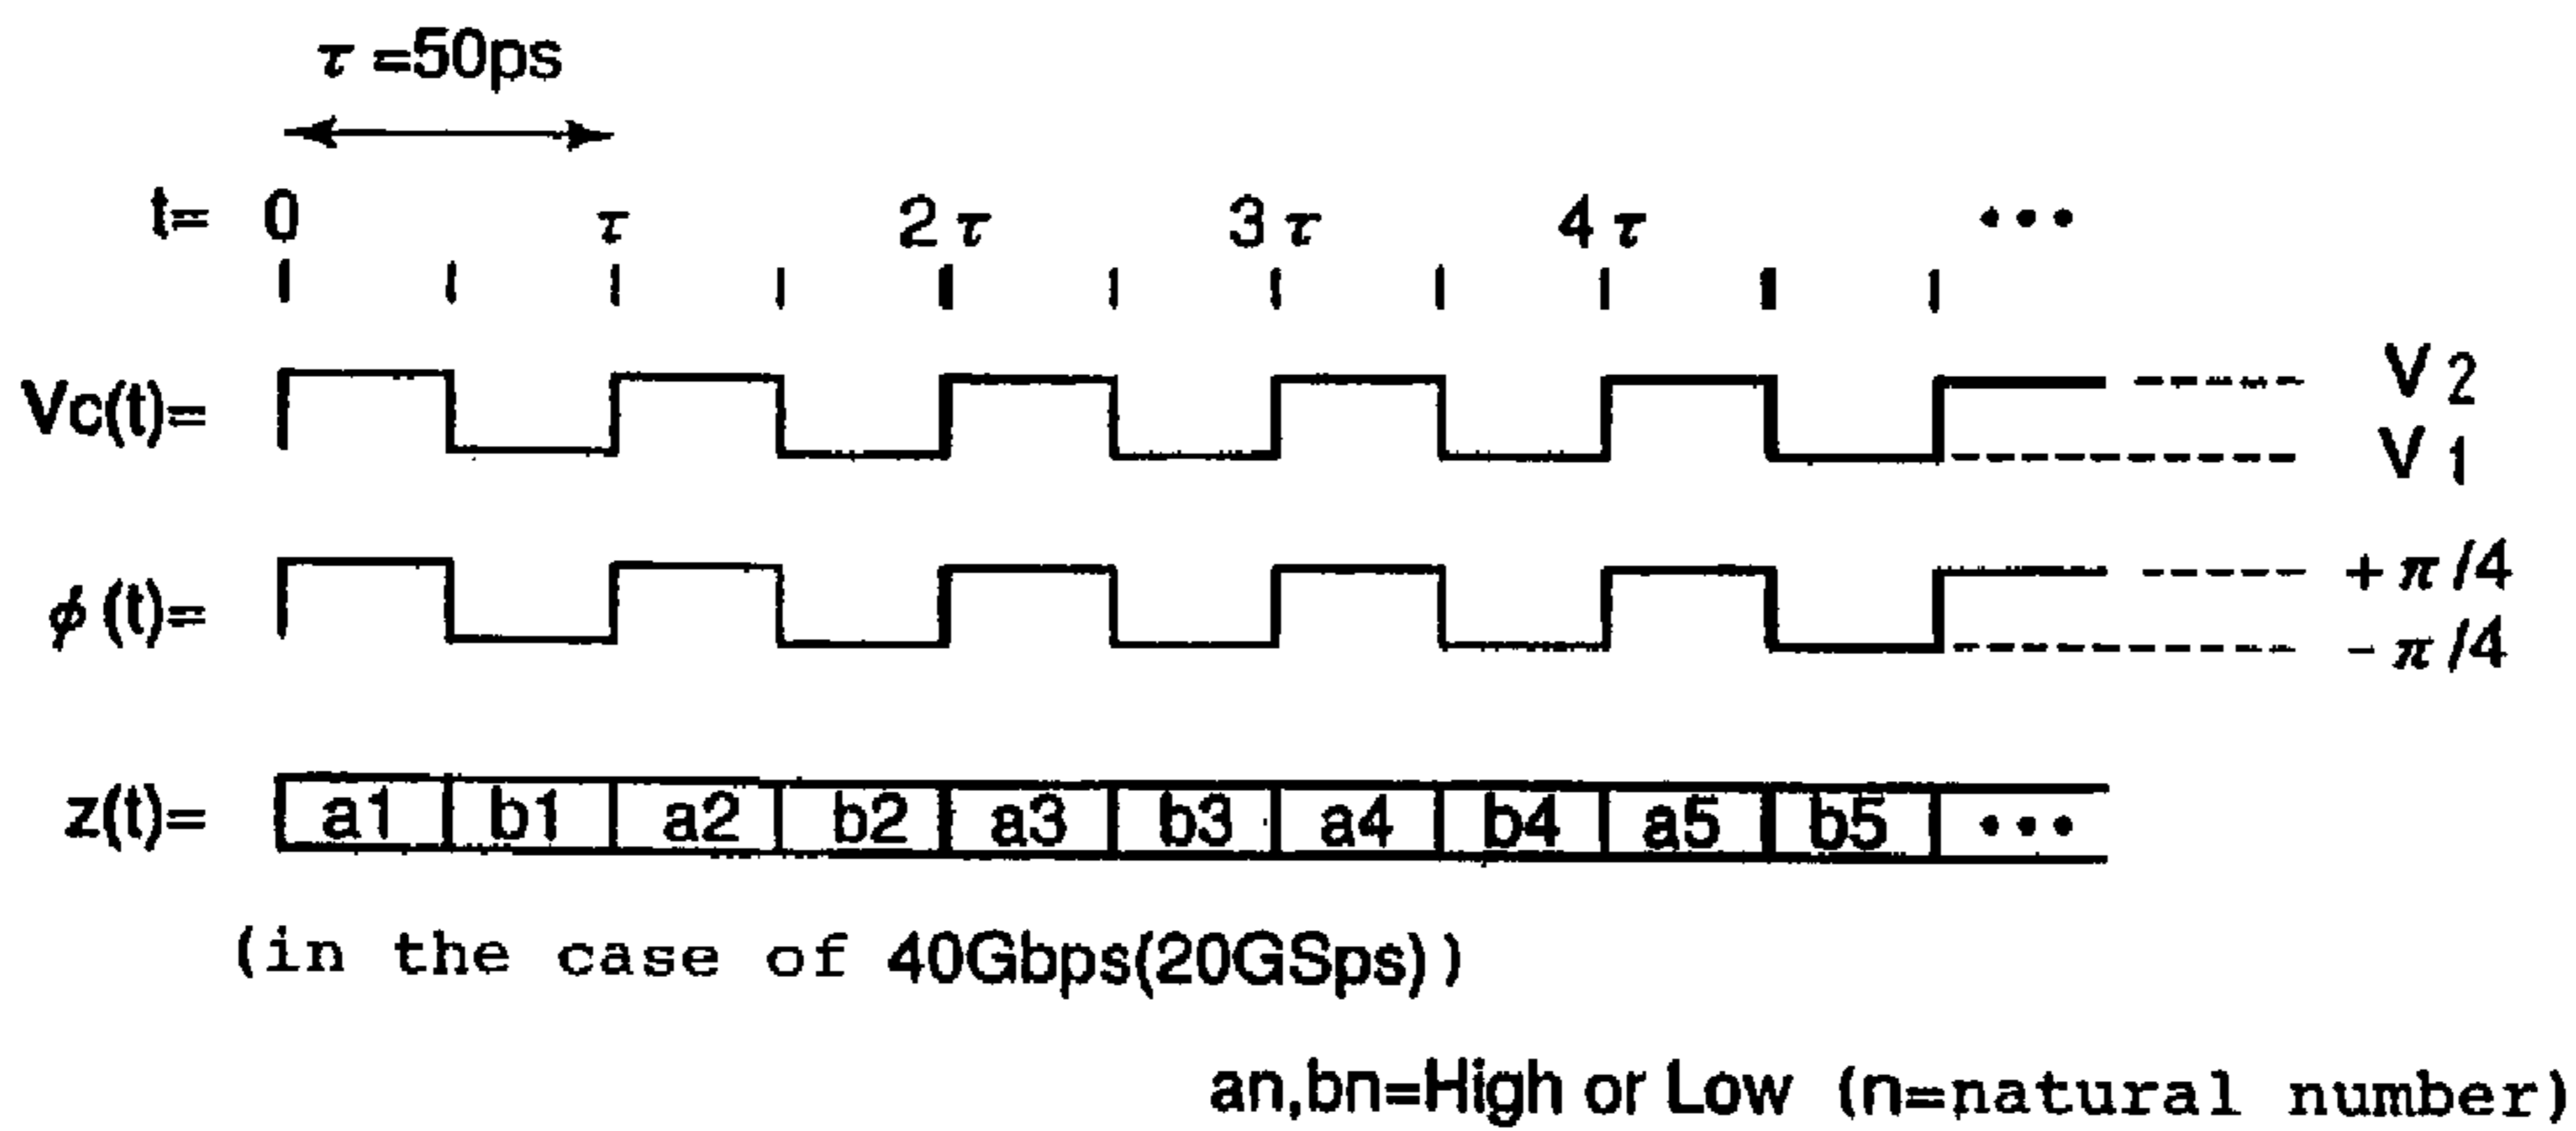 τ=50ps
t= 0 τ 2τ 3τ 4τ •••
Vc(t)= V2
V1
φ(t)= +π/4
-π/4
z(t)= a1 b1 a2 b2 a3 b3 a4 b4 a5 b5 •••
(in the case of 40Gbps(20GSps))
an,bn=High or Low (n=natural number)